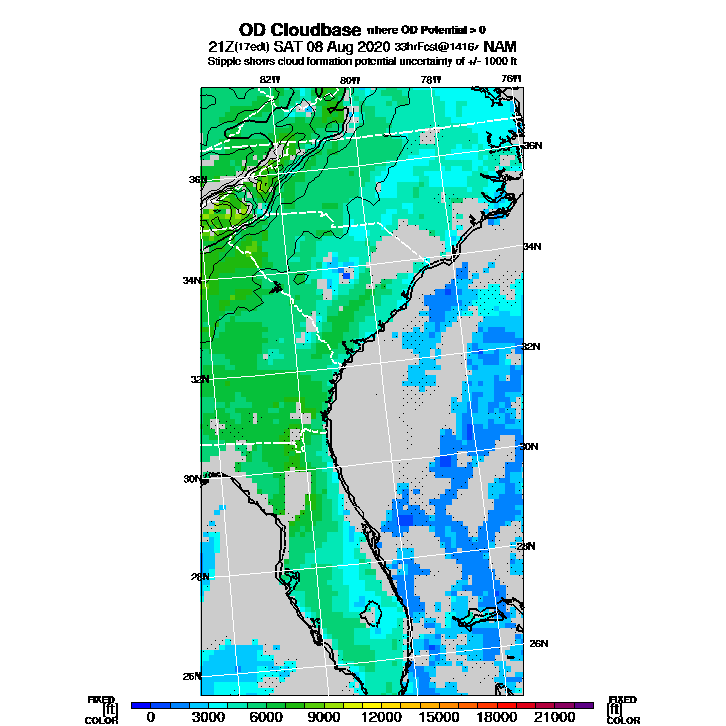 OD Cloudbase where OD Potential > 0
21Z(17edt) SAT 08 Aug 2020 33hrFcst@1416z NAM
Stipple shows cloud formation potential uncertainty of +/- 1000 ft
82W 80W 78W 76W
36N
36N
34N
34N
32N
32N
30N
30N
28N
28N
26N
26N
FIXED FIXED
[ft] [ft]
COLOR 0 3000 6000 9000 12000 15000 18000 21000 COLOR